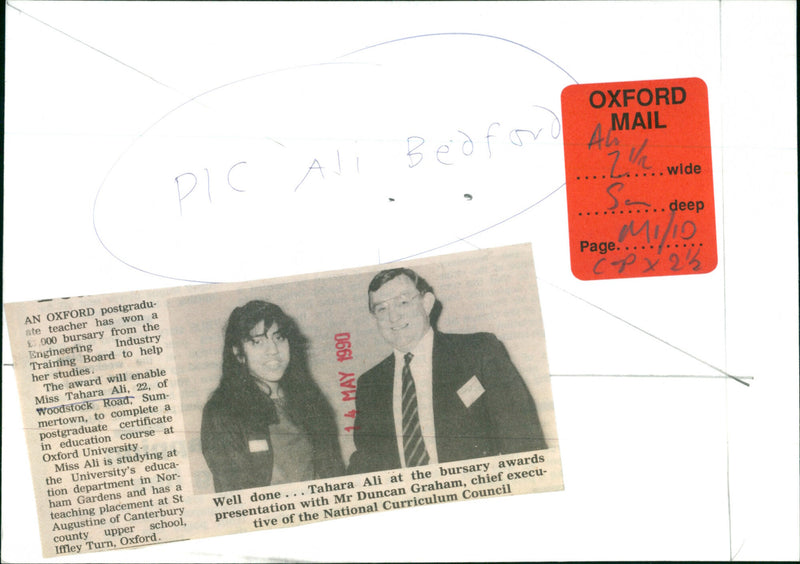 PIC Ali Bedford
OXFORD
MAIL
Ali
2 1/2
..........wide
5m
..........deep
Page M1/10
AN OXFORD postgradu-
ate teacher has won a
000 bursary from the
Engineering Industry
Training Board to help
her studies.
The award will enable
Miss Tahara Ali, 22, of
Woodstock Road, Sum-
mertown, to complete a
postgraduate certificate
in education course at
Oxford University.
Miss Ali is studying at
the University's educa-
tion department in Nor-
ham Gardens and has a
teaching placement at St
Augustine of Canterbury
county upper school,
Iffley Turn, Oxford.
14 MAY 1990
Well done . . . Tahara Ali at the bursary awards
presentation with Mr Duncan Graham, chief execu-
tive of the National Curriculum Council